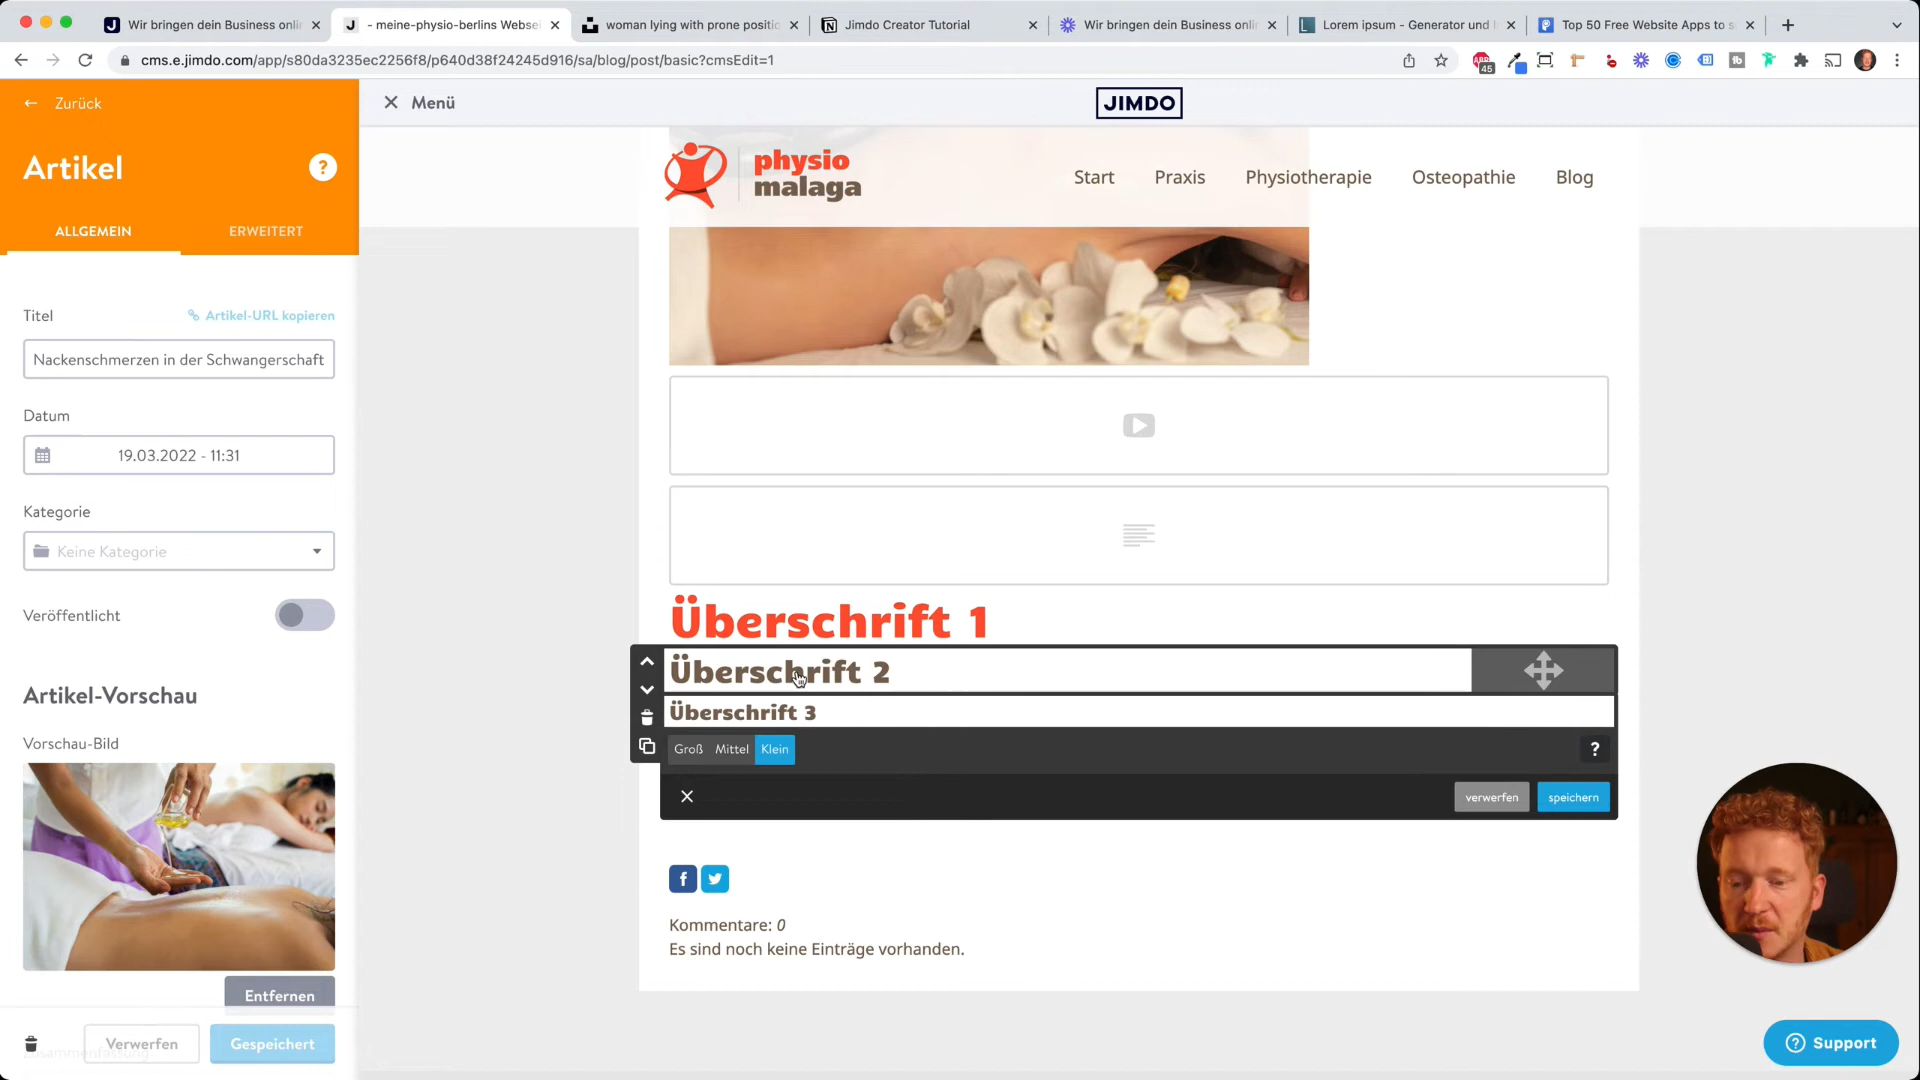 Wir bringen dein Business onli
- meine-physio-berlins Websei
woman lying with prone positio
Jimdo Creator Tutorial
Wir bringen dein Business onli
Lorem ipsum - Generator und
Top 50 Free Website Apps to s
cms.e.jimdo.com/app/s80da3235ec2256f8/p640d38f24245d916/sa/blog/post/basic?cmsEdit=1
45
Zurück
Menü
JIMDO
Artikel
?
ALLGEMEIN
ERWEITERT
physio
malaga
Start
Praxis
Physiotherapie
Osteopathie
Blog
Titel
Artikel-URL kopieren
Nackenschmerzen in der Schwangerschaft
Datum
19.03.2022 - 11:31
Kategorie
Keine Kategorie
Veröffentlicht
Artikel-Vorschau
Vorschau-Bild
Entfernen
Zusammenfassung
Verwerfen
Gespeichert
Überschrift 1
Überschrift 2
Überschrift 3
Groß
Mittel
Klein
?
verwerfen
speichern
Kommentare: 0
Es sind noch keine Einträge vorhanden.
Support